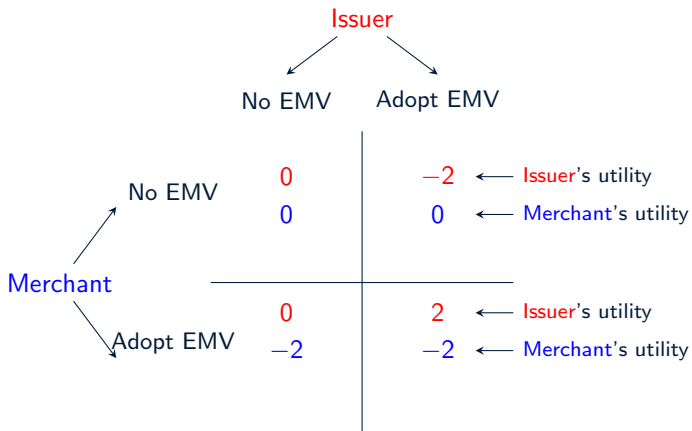 Issuer
No EMV Adopt EMV
0 −2 Issuer's utility
No EMV
0 0 Merchant's utility
Merchant
0 2 Issuer's utility
Adopt EMV
−2 −2 Merchant's utility